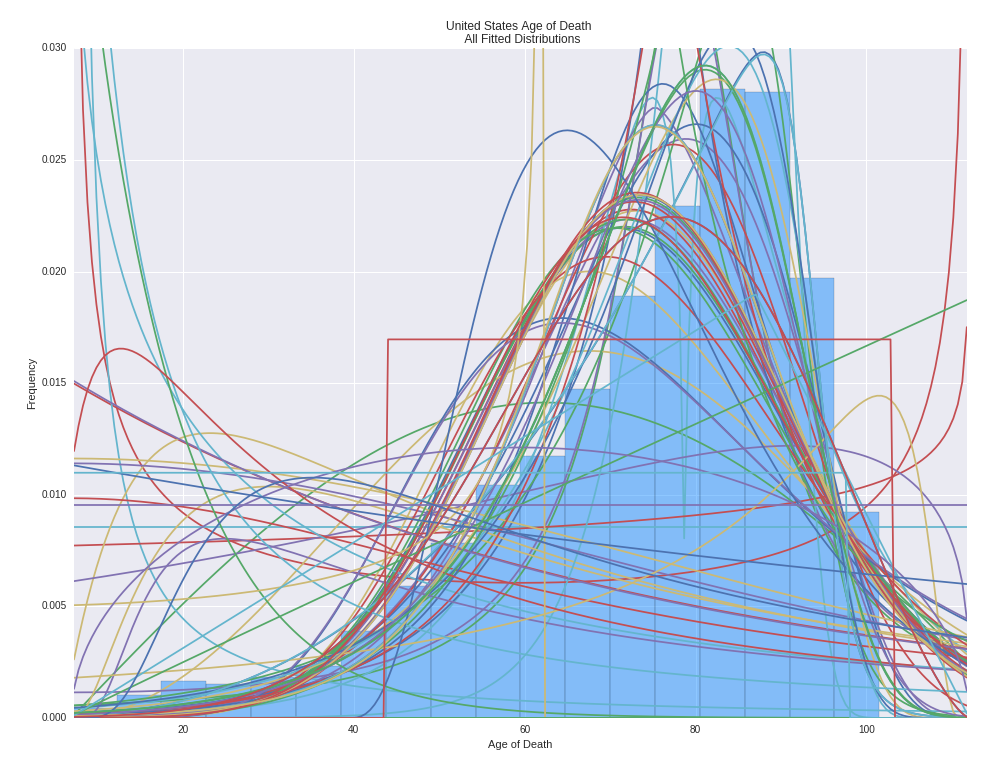 United States Age of Death
All Fitted Distributions
0.030
0.025
0.020
0.015
0.010
0.005
0.000
Frequency
20 40 60 80 100
Age of Death